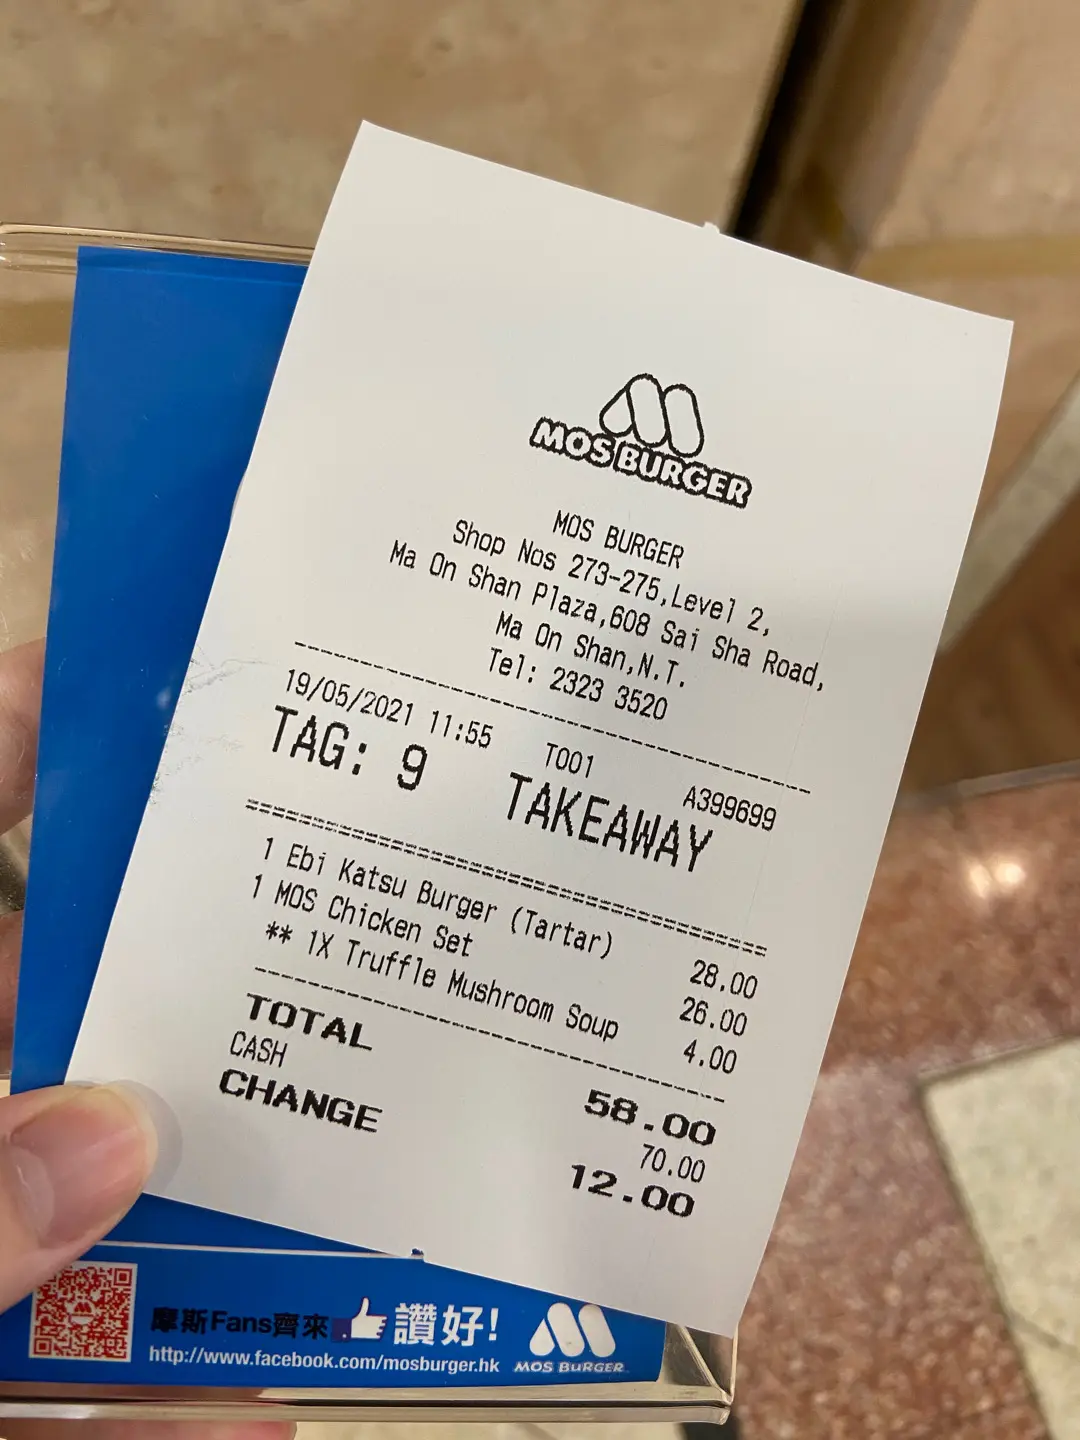 MOS BURGER
MOS BURGER
Shop Nos 273-275,Level 2,
Ma On Shan Plaza,608 Sai Sha Road,
Ma On Shan,N.T.
Tel: 2323 3520
19/05/2021 11:55 T001 A399699
TAG: 9 TAKEAWAY
1 Ebi Katsu Burger (Tartar) 28.00
1 MOS Chicken Set 26.00
** 1X Truffle Mushroom Soup 4.00
TOTAL 58.00
CASH 70.00
CHANGE 12.00
摩斯Fans齊來 讚好!
http://www.facebook.com/mosburger.hk
MOS BURGER